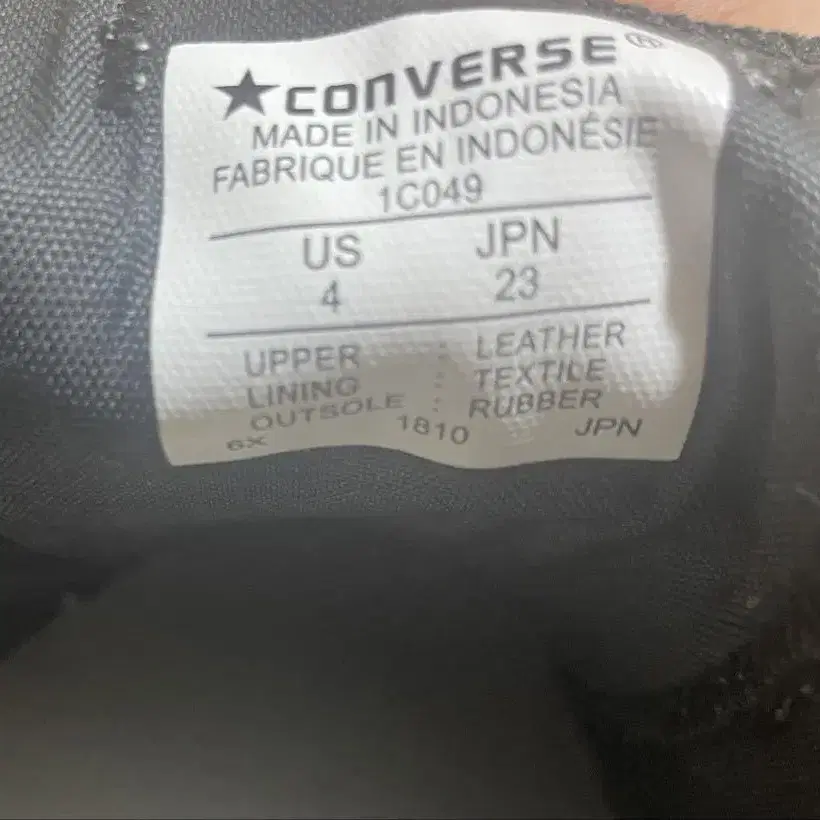 ★CONVERSE®
MADE IN INDONESIA
FABRIQUE EN INDONÉSIE
1C049
US JPN
4 23
UPPER : LEATHER
LINING : TEXTILE
OUTSOLE : RUBBER
6X 1810 JPN